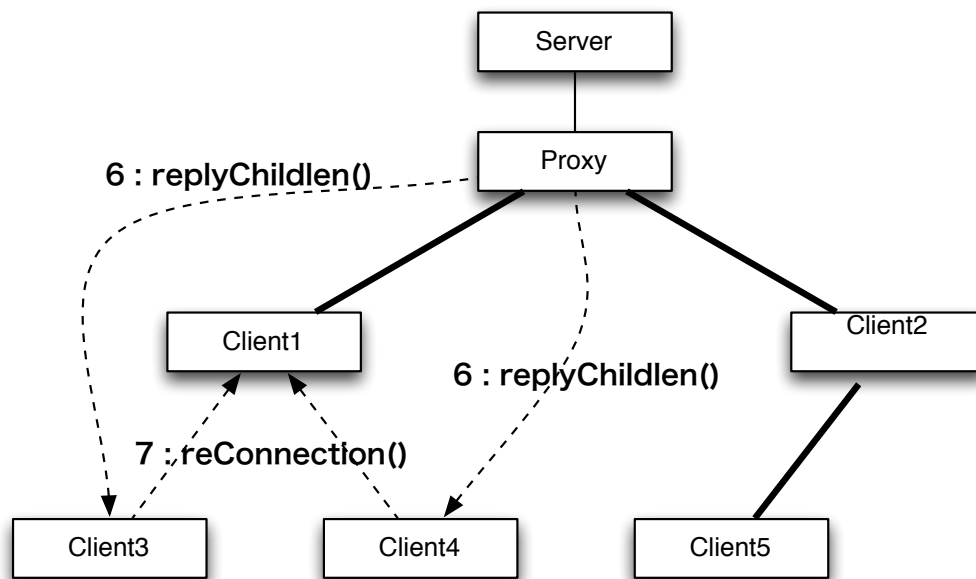 Server
Proxy
6 : replyChildlen()
Client1
Client2
6 : replyChildlen()
7 : reConnection()
Client3
Client4
Client5